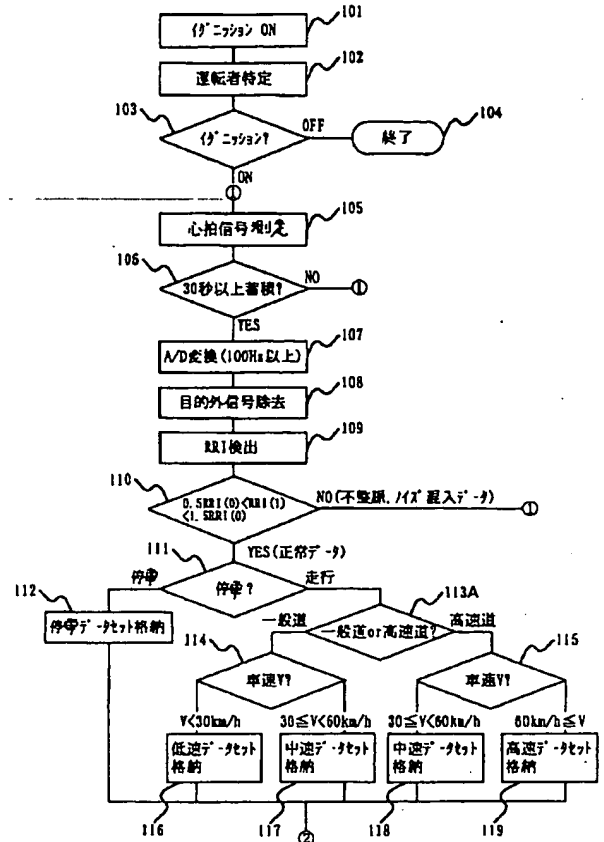 101
イグニッション ON
102
運転者特定
103
イグニッション?
OFF
104
終了
ON
①
105
心拍信号測定
106
30秒以上蓄積?
NO
①
YES
107
A/D変換(100Hz以上)
108
目的外信号除去
109
RRI検出
110
0.5RRI(0)<RRI(1)
<1.5RRI(0)
NO(不整脈,ノイズ混入データ)
①
YES(正常データ)
111
停車
停車?
走行
112
停車データセット格納
113A
一般道
一般道or高速道?
高速道
114
車速V?
115
車速V?
V<30km/h
30≦V<60km/h
30≦V<60km/h
60km/h≦V
低速データセット
格納
中速データセット
格納
中速データセット
格納
高速データセット
格納
116
117
118
119
②